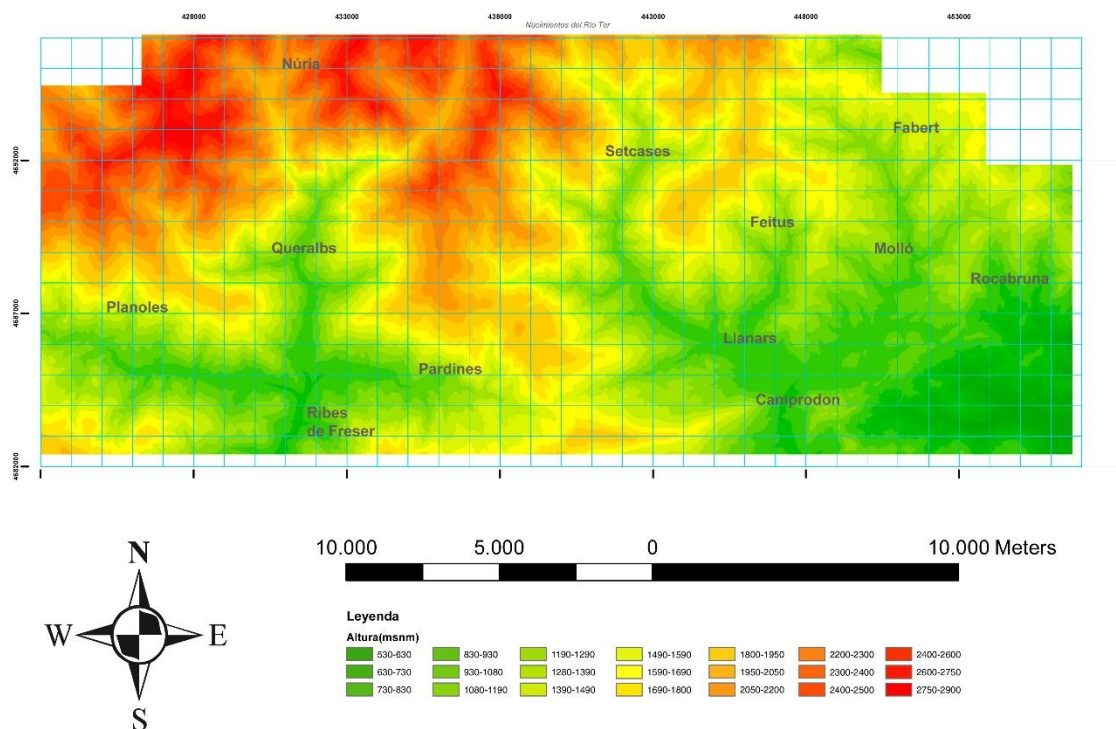 428000 433000 438000 443000 448000 453000
Nacimientos del Río Ter
Núria
Fabert
4692000
Setcases
Feitus
Queralbs
Molló
Rocabruna
Planoles
4687000
Llanars
Pardines
Camprodon
Ribes
de Freser
4682000
N
W E
S
10.000 5.000 0 10.000 Meters
Leyenda
Altura(msnm)
530-630 830-930 1190-1290 1490-1590 1800-1950 2200-2300 2400-2600
630-730 930-1080 1280-1390 1590-1690 1950-2050 2300-2400 2600-2750
730-830 1080-1190 1390-1490 1690-1800 2050-2200 2400-2500 2750-2900